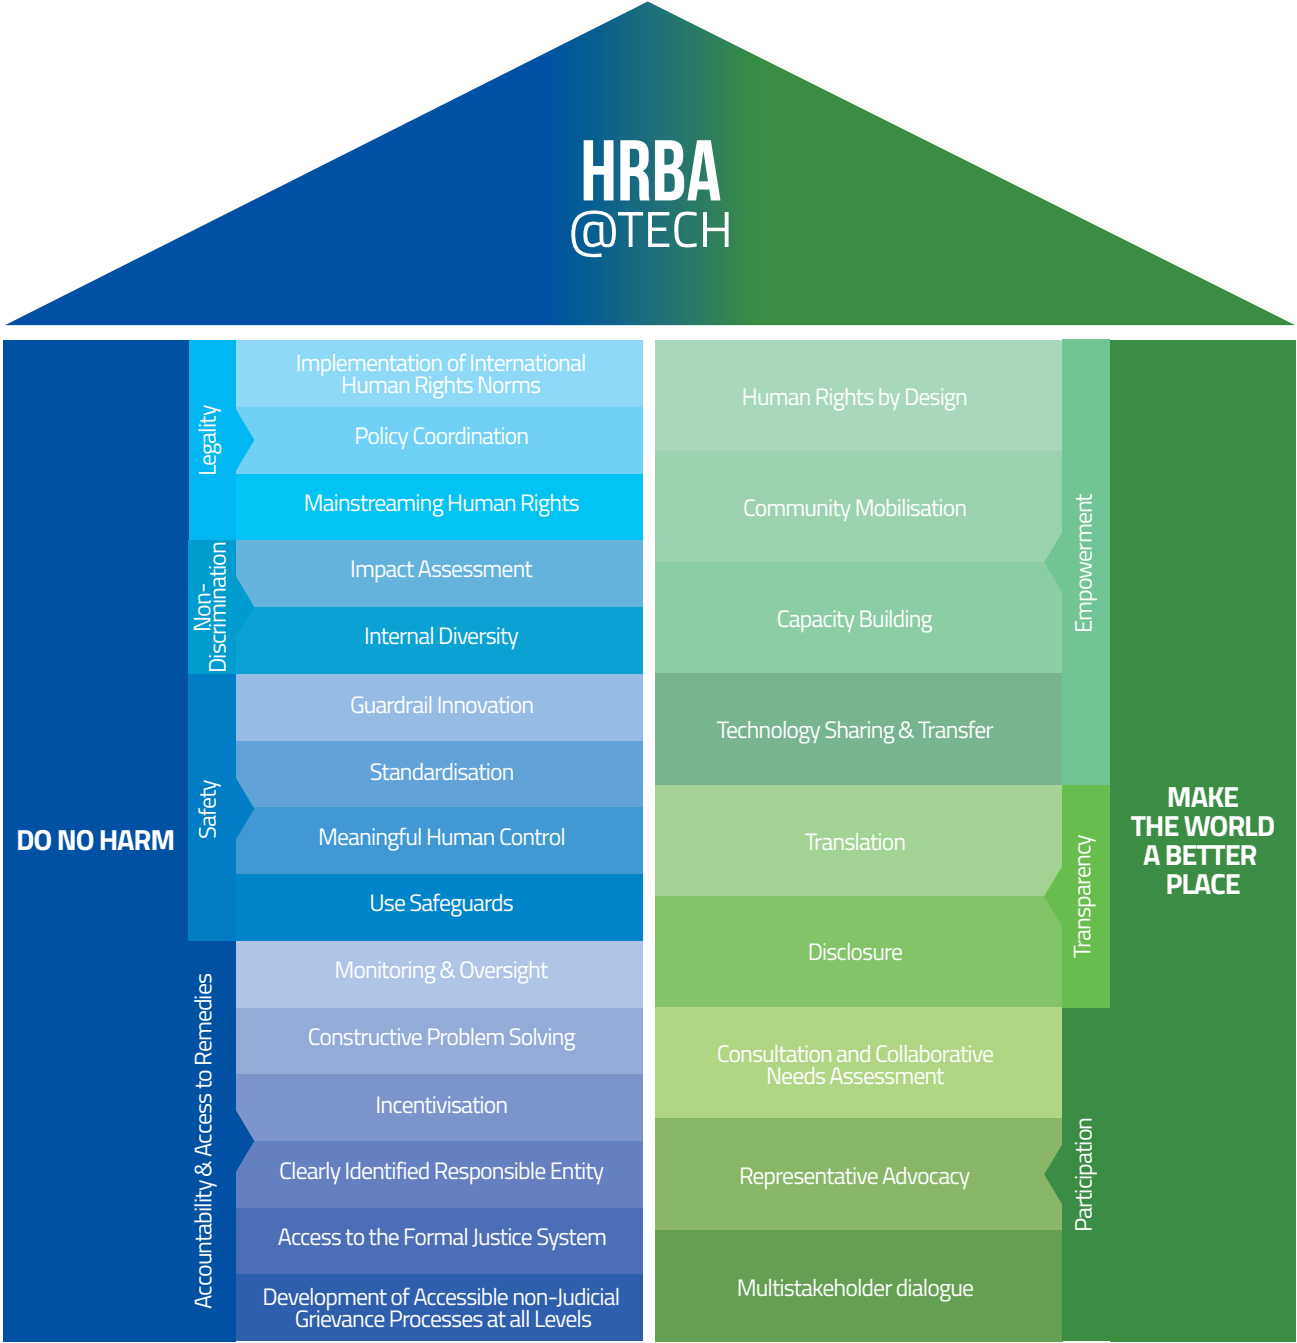 HRBA
@TECH
DO NO HARM
Legality
Implementation of International
Human Rights Norms
Policy Coordination
Mainstreaming Human Rights
Non-
Discrimination
Impact Assessment
Internal Diversity
Safety
Guardrail Innovation
Standardisation
Meaningful Human Control
Use Safeguards
Accountability & Access to Remedies
Monitoring & Oversight
Constructive Problem Solving
Incentivisation
Clearly Identified Responsible Entity
Access to the Formal Justice System
Development of Accessible non-Judicial
Grievance Processes at all Levels
Human Rights by Design
Community Mobilisation
Capacity Building
Technology Sharing & Transfer
Empowerment
Translation
Disclosure
Transparency
Consultation and Collaborative
Needs Assessment
Representative Advocacy
Multistakeholder dialogue
Participation
MAKE
THE WORLD
A BETTER
PLACE